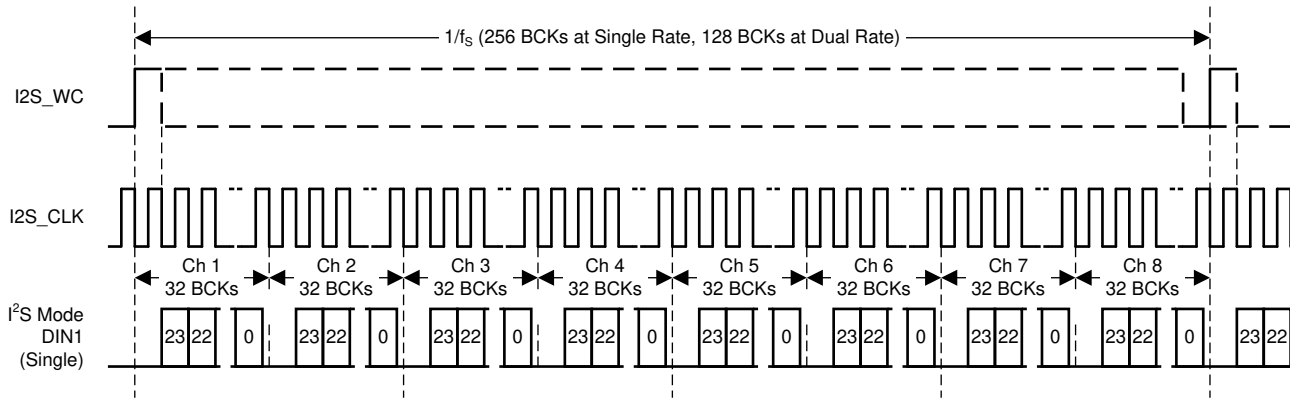 1/fS (256 BCKs at Single Rate, 128 BCKs at Dual Rate)
I2S_WC
I2S_CLK
Ch 1 Ch 2 Ch 3 Ch 4 Ch 5 Ch 6 Ch 7 Ch 8
32 BCKs 32 BCKs 32 BCKs 32 BCKs 32 BCKs 32 BCKs 32 BCKs 32 BCKs
I²S Mode
DIN1
(Single)
23 22 0 23 22 0 23 22 0 23 22 0 23 22 0 23 22 0 23 22 0 23 22 0 23 22